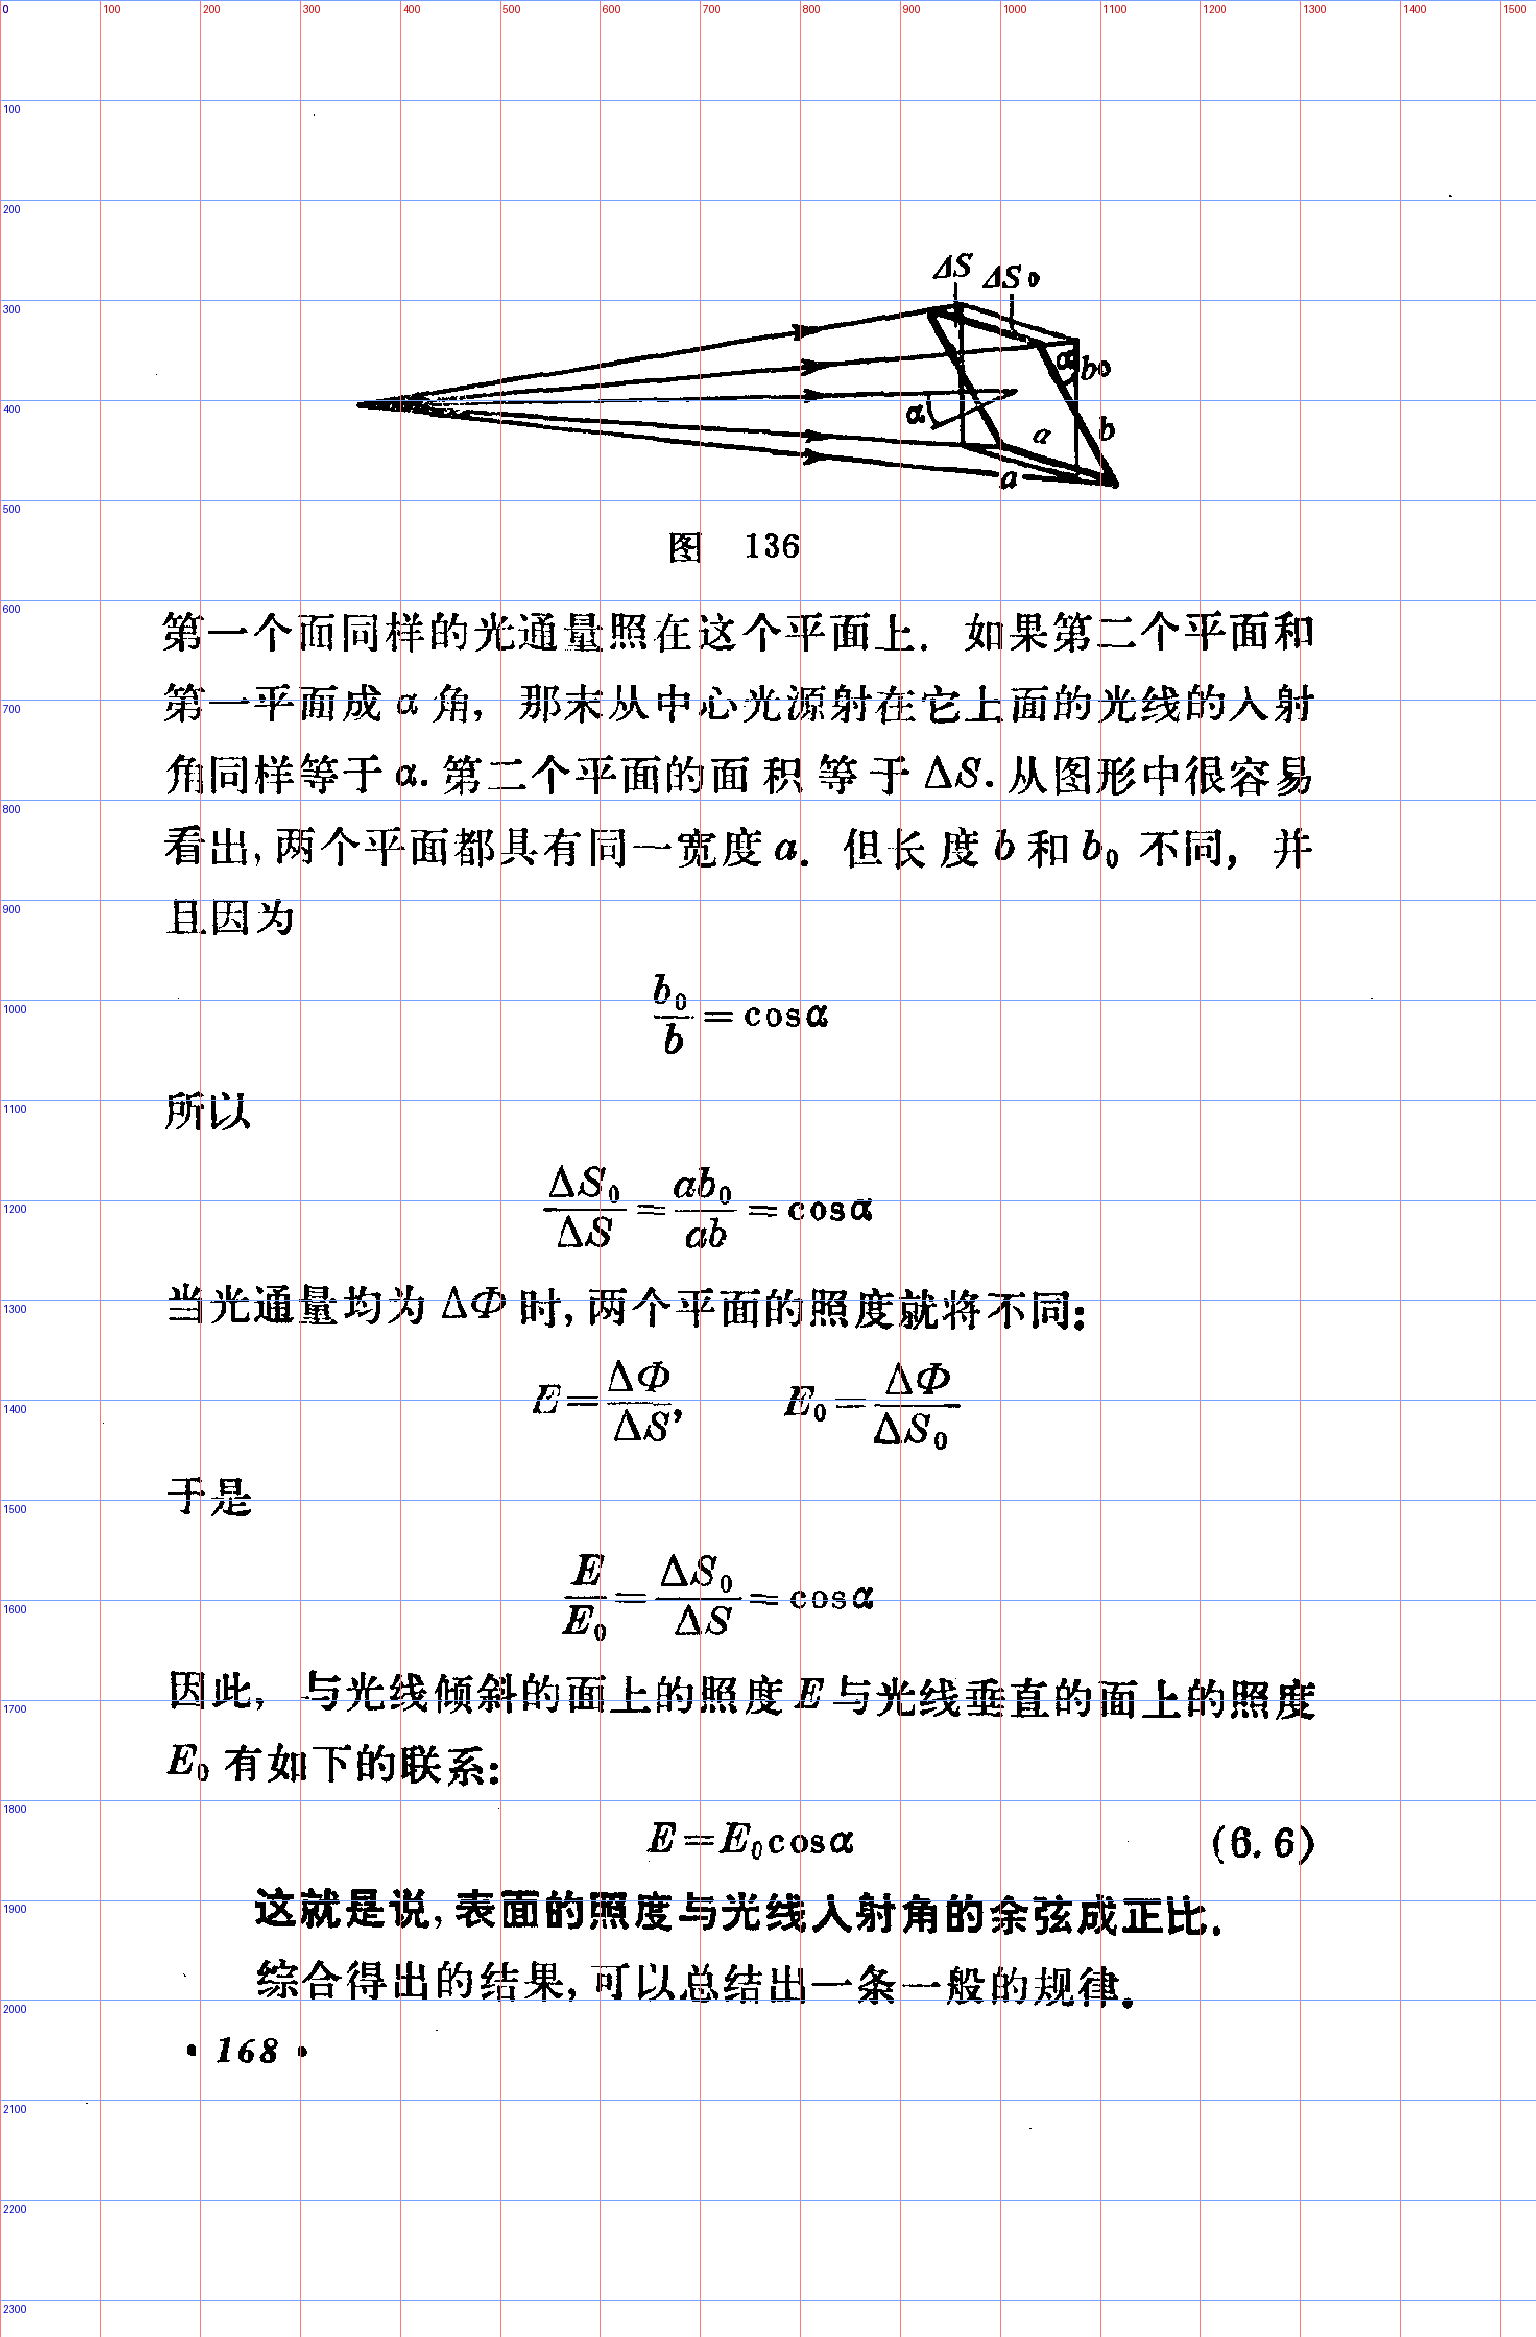 ΔS ΔS₀
α b₀
α a b
a
图 136
第一个面同样的光通量照在这个平面上. 如果第二个平面和
第一平面成 α 角, 那末从中心光源射在它上面的光线的入射
角同样等于 α. 第二个平面的面积等于 ΔS. 从图形中很容易
看出, 两个平面都具有同一宽度 a. 但长度 b 和 b₀ 不同, 并
且因为
b₀/b = cosα
所以
ΔS₀/ΔS = ab₀/ab = cosα
当光通量均为 ΔΦ 时, 两个平面的照度就将不同:
E = ΔΦ/ΔS, E₀ = ΔΦ/ΔS₀
于是
E/E₀ = ΔS₀/ΔS = cosα
因此, 与光线倾斜的面上的照度 E 与光线垂直的面上的照度
E₀ 有如下的联系:
E = E₀cosα (6.6)
这就是说, 表面的照度与光线入射角的余弦成正比.
综合得出的结果, 可以总结出一条一般的规律.
• 168 •